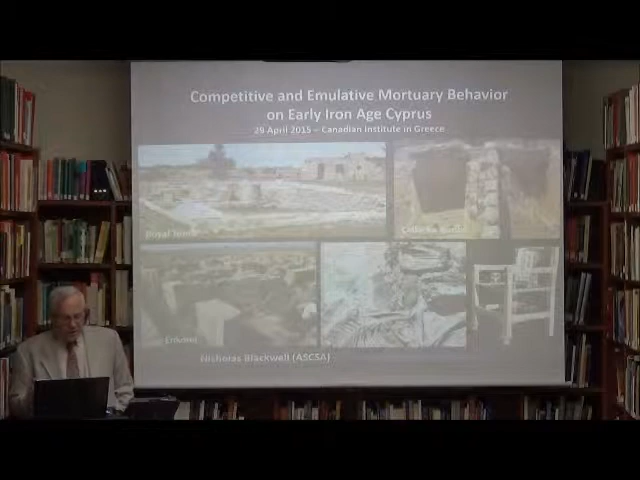 Competitive and Emulative Mortuary Behavior
on Early Iron Age Cyprus
29 April 2015 – Canadian Institute in Greece
Royal Tomb
Enkomi
Nicholas Blackwell (ASCSA)